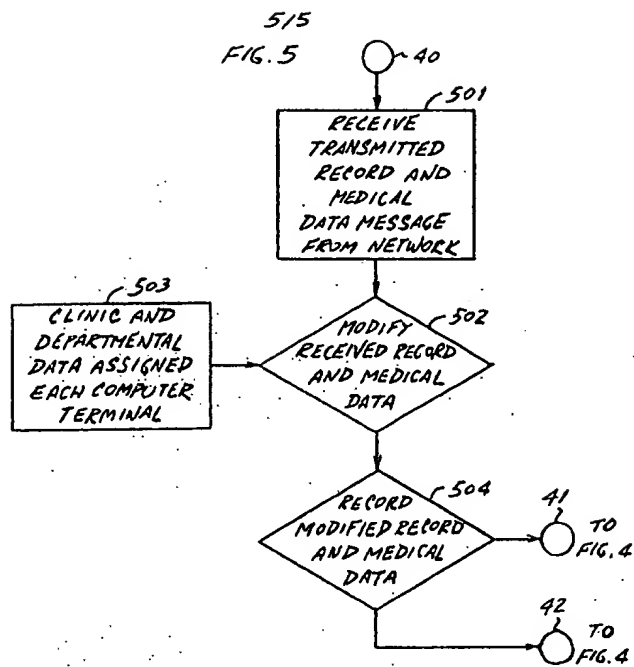 5/5
FIG. 5
40
501
RECEIVE
TRANSMITTED
RECORD AND
MEDICAL
DATA MESSAGE
FROM NETWORK
503
CLINIC AND
DEPARTMENTAL
DATA ASSIGNED
EACH COMPUTER
TERMINAL
502
MODIFY
RECEIVED RECORD
AND MEDICAL
DATA
504
RECORD
MODIFIED RECORD
AND MEDICAL
DATA
41
TO
FIG. 4
42
TO
FIG. 4